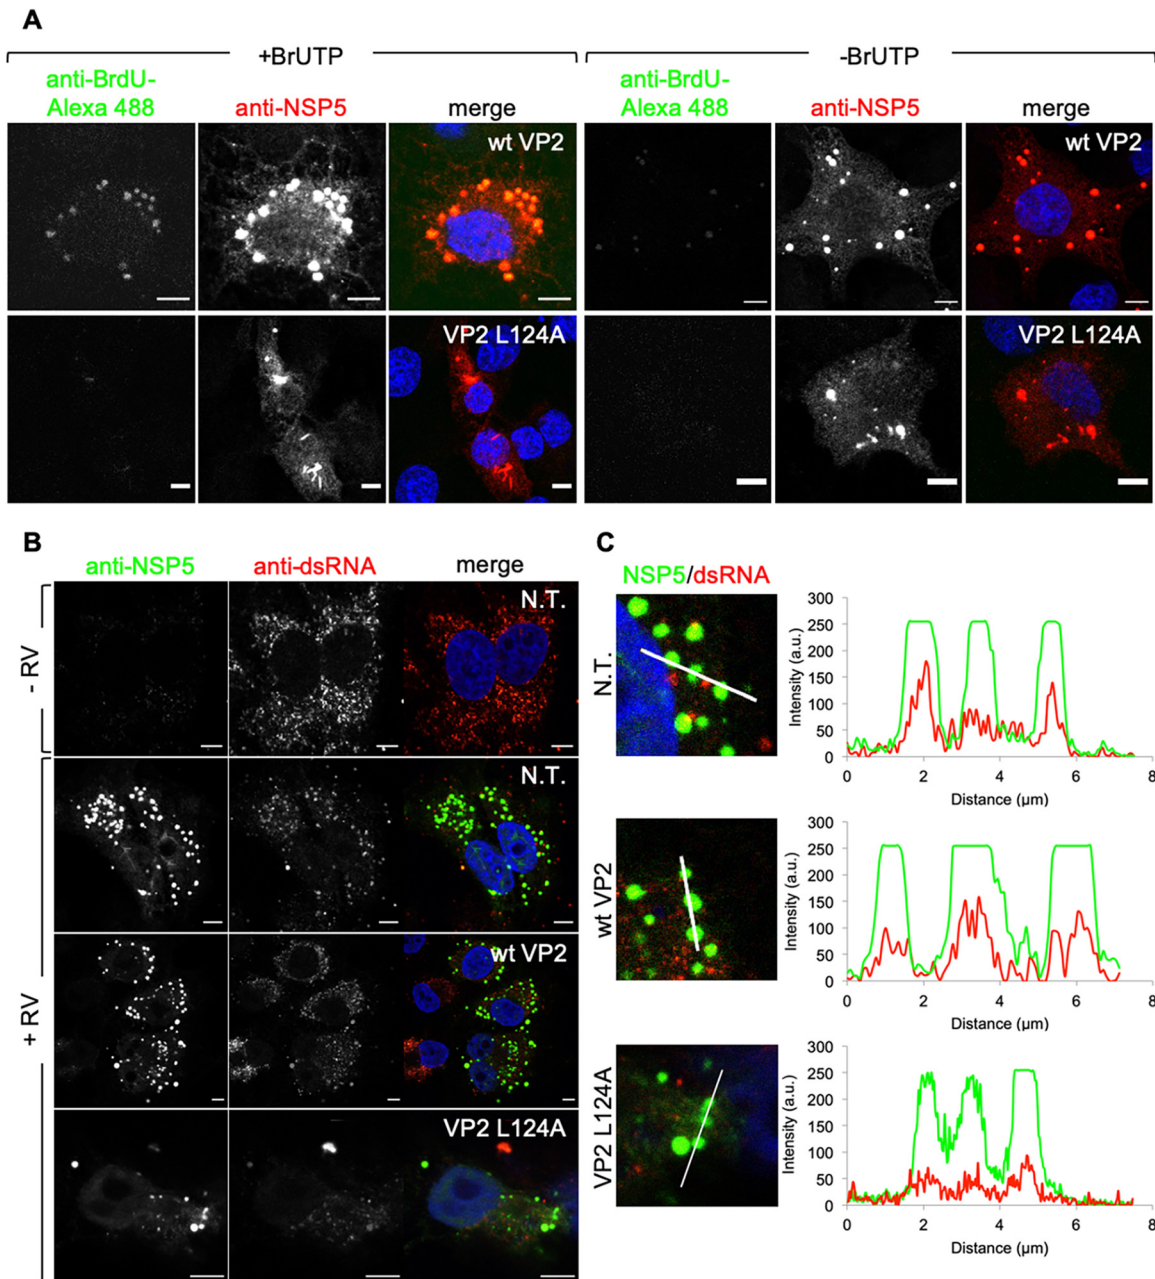 A
+BrUTP
-BrUTP
anti-BrdU-
Alexa 488
anti-NSP5
merge
anti-BrdU-
Alexa 488
anti-NSP5
merge
wt VP2
wt VP2
VP2 L124A
VP2 L124A
B
anti-NSP5
anti-dsRNA
merge
- RV
N.T.
+ RV
N.T.
wt VP2
VP2 L124A
C
NSP5/dsRNA
N.T.
Intensity (a.u.)
300
250
200
150
100
50
0
0 2 4 6 8
Distance (µm)
wt VP2
Intensity (a.u.)
300
250
200
150
100
50
0
0 2 4 6 8
Distance (µm)
VP2 L124A
Intensity (a.u.)
300
250
200
150
100
50
0
0 2 4 6 8
Distance (µm)